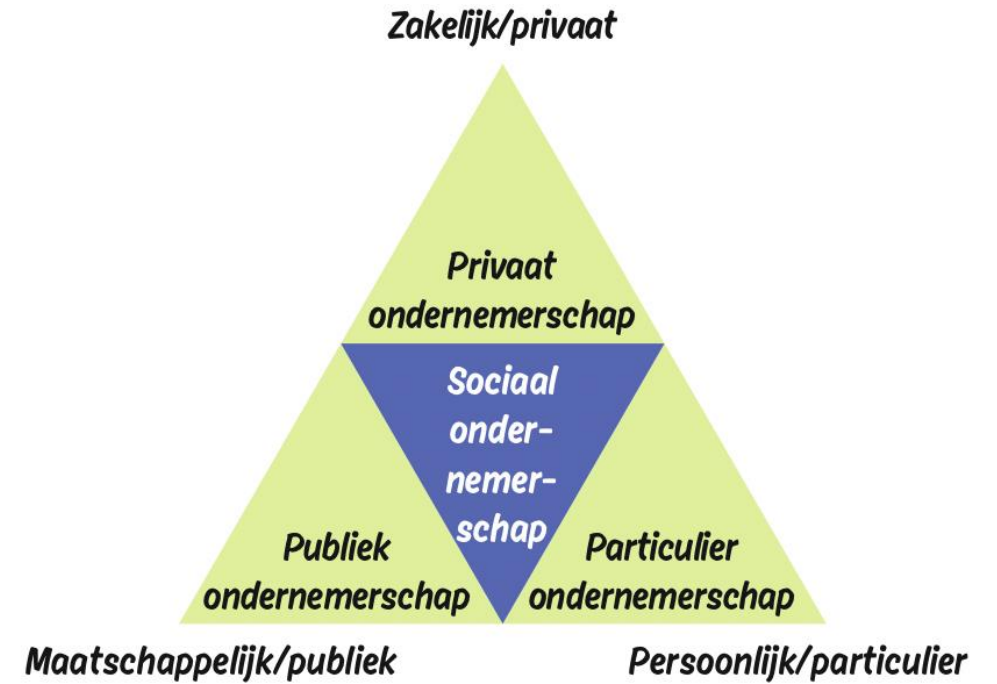 Zakelijk/privaat
Privaat
ondernemerschap
Sociaal
onder-
nemer-
schap
Publiek
ondernemerschap
Particulier
ondernemerschap
Maatschappelijk/publiek
Persoonlijk/particulier